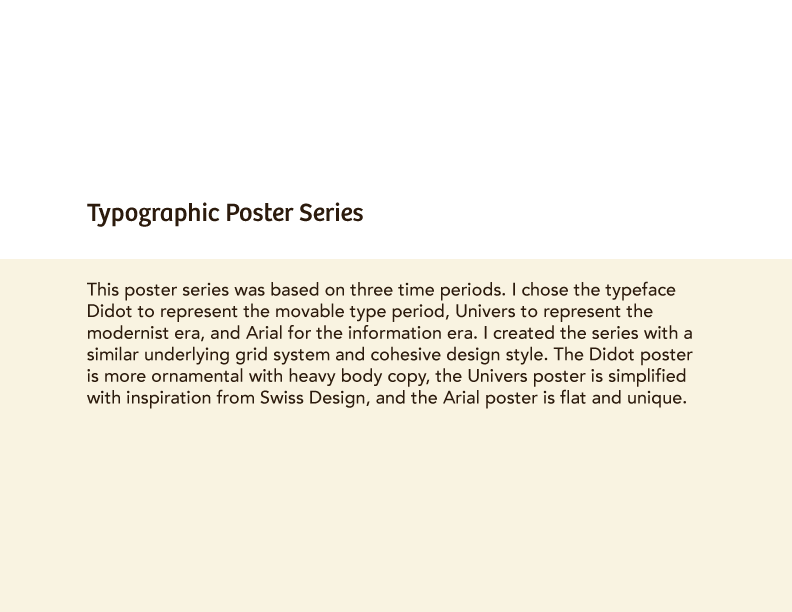 Typographic Poster Series
This poster series was based on three time periods. I chose the typeface
Didot to represent the movable type period, Univers to represent the
modernist era, and Arial for the information era. I created the series with a
similar underlying grid system and cohesive design style. The Didot poster
is more ornamental with heavy body copy, the Univers poster is simplified
with inspiration from Swiss Design, and the Arial poster is flat and unique.